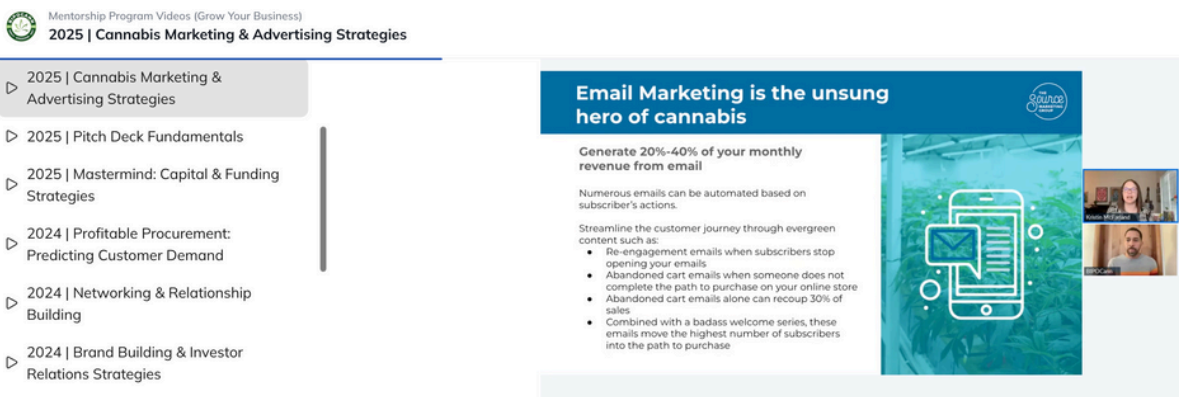 Mentorship Program Videos (Grow Your Business)
2025 | Cannabis Marketing & Advertising Strategies
2025 | Cannabis Marketing &
Advertising Strategies
2025 | Pitch Deck Fundamentals
2025 | Mastermind: Capital & Funding
Strategies
2024 | Profitable Procurement:
Predicting Customer Demand
2024 | Networking & Relationship
Building
2024 | Brand Building & Investor
Relations Strategies
Email Marketing is the unsung
hero of cannabis
THE
Source
MARKETING
GROUP
Generate 20%-40% of your monthly
revenue from email
Numerous emails can be automated based on
subscriber's actions.
Streamline the customer journey through evergreen
content such as:
● Re-engagement emails when subscribers stop
opening your emails
● Abandoned cart emails when someone does not
complete the path to purchase on your online store
● Abandoned cart emails alone can recoup 30% of
sales
● Combined with a badass welcome series, these
emails move the highest number of subscribers
into the path to purchase
Kristin